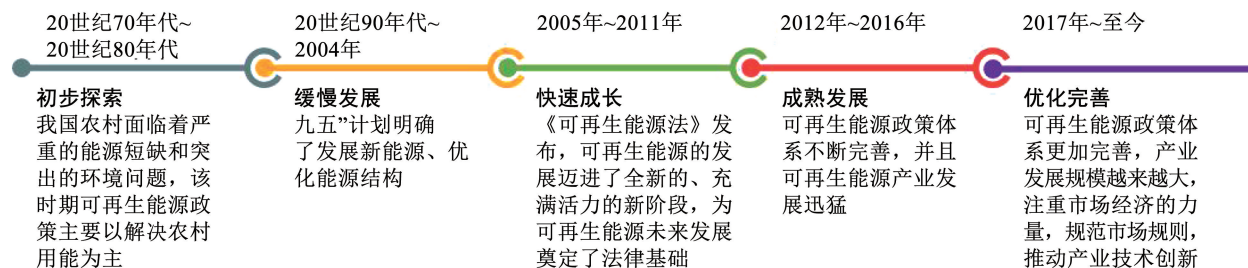 20世纪70年代~
20世纪80年代
初步探索
我国农村面临着严
重的能源短缺和突
出的环境问题，该
时期可再生能源政
策主要以解决农村
用能为主
20世纪90年代~
2004年
缓慢发展
九五”计划明确
了发展新能源、优
化能源结构
2005年~2011年
快速成长
《可再生能源法》发
布，可再生能源的发
展迈进了全新的、充
满活力的新阶段，为
可再生能源未来发展
奠定了法律基础
2012年~2016年
成熟发展
可再生能源政策体
系不断完善，并且
可再生能源产业发
展迅猛
2017年~至今
优化完善
可再生能源政策体
系更加完善，产业
发展规模越来越大，
注重市场经济的力
量，规范市场规则，
推动产业技术创新